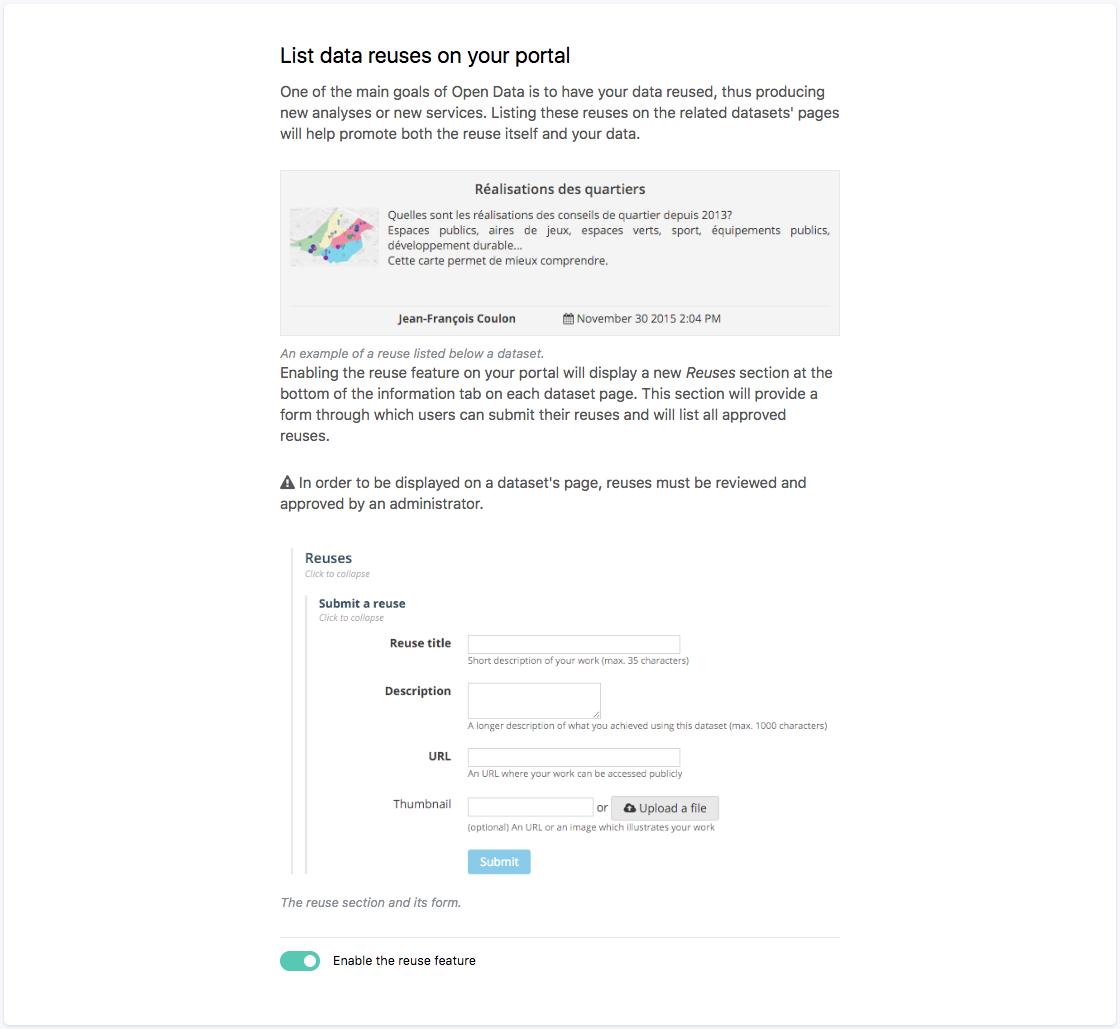 List data reuses on your portal
One of the main goals of Open Data is to have your data reused, thus producing
new analyses or new services. Listing these reuses on the related datasets' pages
will help promote both the reuse itself and your data.
Réalisations des quartiers
Quelles sont les réalisations des conseils de quartier depuis 2013?
Espaces publics, aires de jeux, espaces verts, sport, équipements publics,
développement durable...
Cette carte permet de mieux comprendre.
Jean-François Coulon November 30 2015 2:04 PM
An example of a reuse listed below a dataset.
Enabling the reuse feature on your portal will display a new Reuses section at the
bottom of the information tab on each dataset page. This section will provide a
form through which users can submit their reuses and will list all approved
reuses.
In order to be displayed on a dataset's page, reuses must be reviewed and
approved by an administrator.
Reuses
Click to collapse
Submit a reuse
Click to collapse
Reuse title
Short description of your work (max. 35 characters)
Description
A longer description of what you achieved using this dataset (max. 1000 characters)
URL
An URL where your work can be accessed publicly
Thumbnail or Upload a file
(optional) An URL or an image which illustrates your work
Submit
The reuse section and its form.
Enable the reuse feature